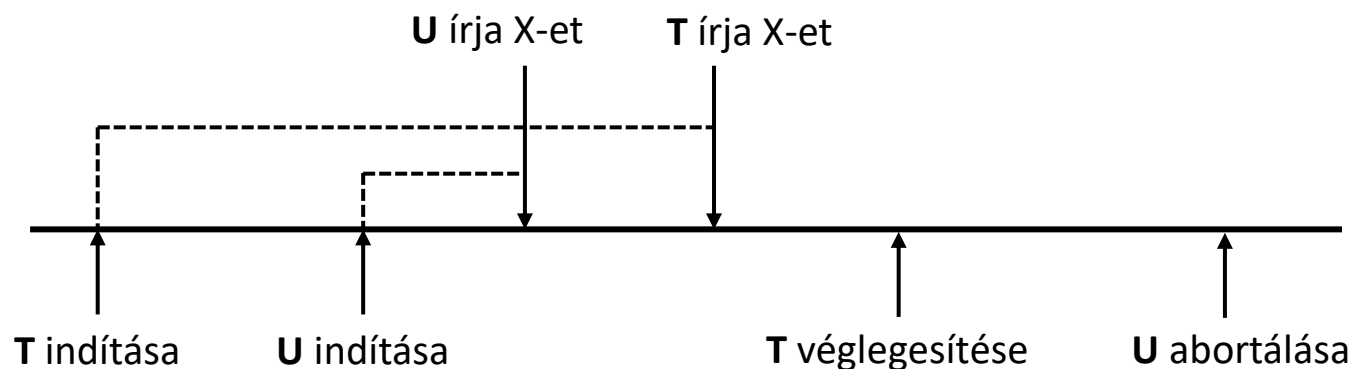 U írja X-et T írja X-et
T indítása U indítása T véglegesítése U abortálása